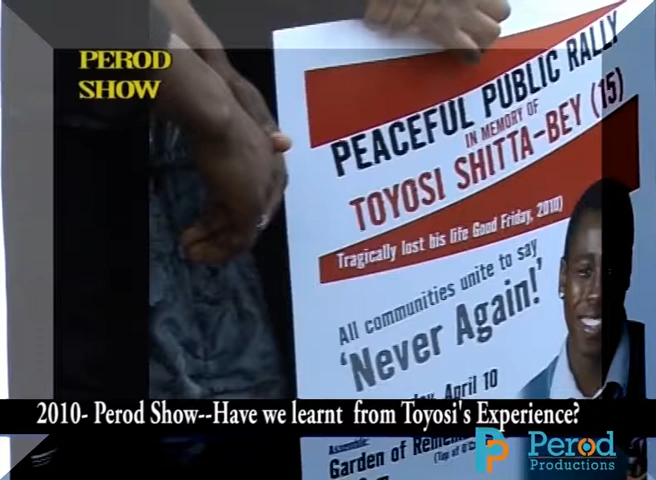 PEROD
SHOW
PEACEFUL PUBLIC RALLY
IN MEMORY OF
TOYOSI SHITTA-BEY (15)
Tragically lost his life Good Friday, 2010)
All communities unite to say
'Never Again!'
April 10
2010- Perod Show--Have we learnt from Toyosi's Experience?
Assemble:
Garden of
Perod
Productions